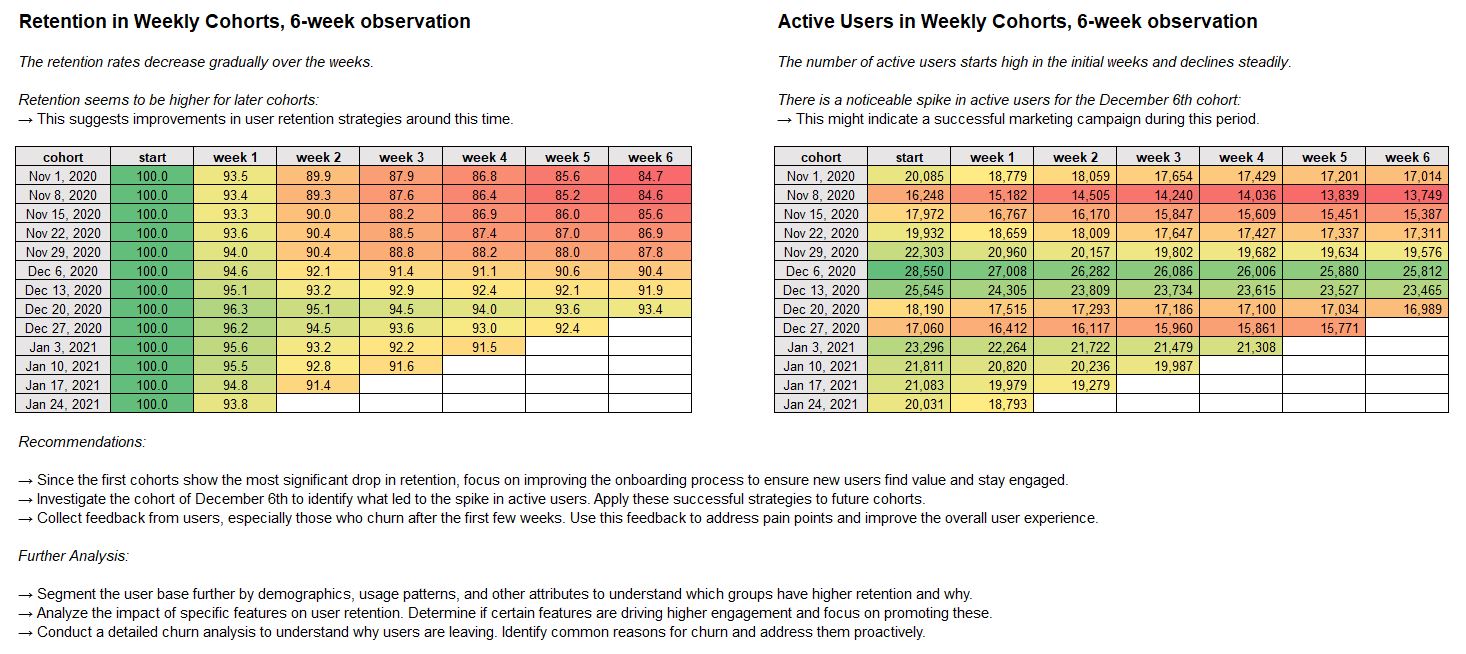 Retention in Weekly Cohorts, 6-week observation
The retention rates decrease gradually over the weeks.
Retention seems to be higher for later cohorts:
→ This suggests improvements in user retention strategies around this time.
cohort start week 1 week 2 week 3 week 4 week 5 week 6
Nov 1, 2020 100.0 93.5 89.9 87.9 86.8 85.6 84.7
Nov 8, 2020 100.0 93.4 89.3 87.6 86.4 85.2 84.6
Nov 15, 2020 100.0 93.3 90.0 88.2 86.9 86.0 85.6
Nov 22, 2020 100.0 93.6 90.4 88.5 87.4 87.0 86.9
Nov 29, 2020 100.0 94.0 90.4 88.8 88.2 88.0 87.8
Dec 6, 2020 100.0 94.6 92.1 91.4 91.1 90.6 90.4
Dec 13, 2020 100.0 95.1 93.2 92.9 92.4 92.1 91.9
Dec 20, 2020 100.0 96.3 95.1 94.5 94.0 93.6 93.4
Dec 27, 2020 100.0 96.2 94.5 93.6 93.0 92.4
Jan 3, 2021 100.0 95.6 93.2 92.2 91.5
Jan 10, 2021 100.0 95.5 92.8 91.6
Jan 17, 2021 100.0 94.8 91.4
Jan 24, 2021 100.0 93.8
Active Users in Weekly Cohorts, 6-week observation
The number of active users starts high in the initial weeks and declines steadily.
There is a noticeable spike in active users for the December 6th cohort:
→ This might indicate a successful marketing campaign during this period.
cohort start week 1 week 2 week 3 week 4 week 5 week 6
Nov 1, 2020 20,085 18,779 18,059 17,654 17,429 17,201 17,014
Nov 8, 2020 16,248 15,182 14,505 14,240 14,036 13,839 13,749
Nov 15, 2020 17,972 16,767 16,170 15,847 15,609 15,451 15,387
Nov 22, 2020 19,932 18,659 18,009 17,647 17,427 17,337 17,311
Nov 29, 2020 22,303 20,960 20,157 19,802 19,682 19,634 19,576
Dec 6, 2020 28,550 27,008 26,282 26,086 26,006 25,880 25,812
Dec 13, 2020 25,545 24,305 23,809 23,734 23,615 23,527 23,465
Dec 20, 2020 18,190 17,515 17,293 17,186 17,100 17,034 16,989
Dec 27, 2020 17,060 16,412 16,117 15,960 15,861 15,771
Jan 3, 2021 23,296 22,264 21,722 21,479 21,308
Jan 10, 2021 21,811 20,820 20,236 19,987
Jan 17, 2021 21,083 19,979 19,279
Jan 24, 2021 20,031 18,793
Recommendations:
→ Since the first cohorts show the most significant drop in retention, focus on improving the onboarding process to ensure new users find value and stay engaged.
→ Investigate the cohort of December 6th to identify what led to the spike in active users. Apply these successful strategies to future cohorts.
→ Collect feedback from users, especially those who churn after the first few weeks. Use this feedback to address pain points and improve the overall user experience.
Further Analysis:
→ Segment the user base further by demographics, usage patterns, and other attributes to understand which groups have higher retention and why.
→ Analyze the impact of specific features on user retention. Determine if certain features are driving higher engagement and focus on promoting these.
→ Conduct a detailed churn analysis to understand why users are leaving. Identify common reasons for churn and address them proactively.